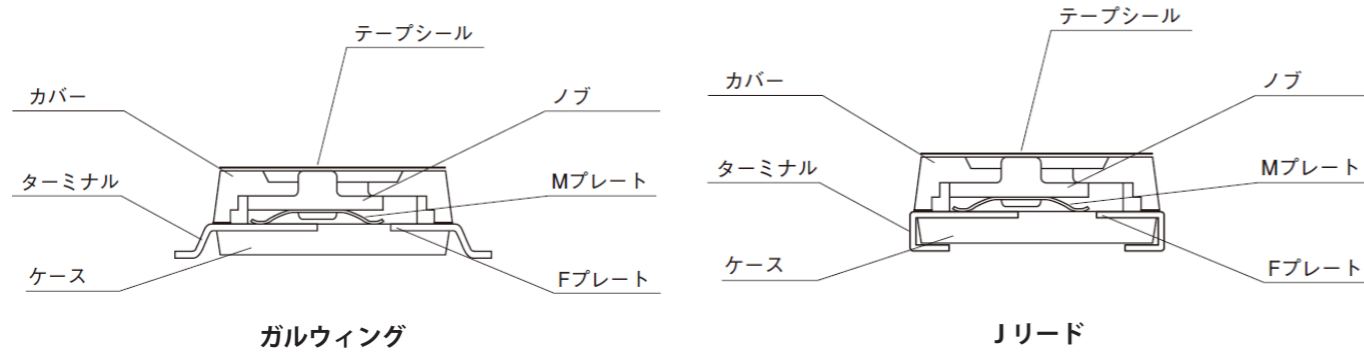 テープシール
カバー
ノブ
ターミナル
Mプレート
ケース
Fプレート
ガルウィング
テープシール
カバー
ノブ
ターミナル
Mプレート
ケース
Fプレート
Jリード